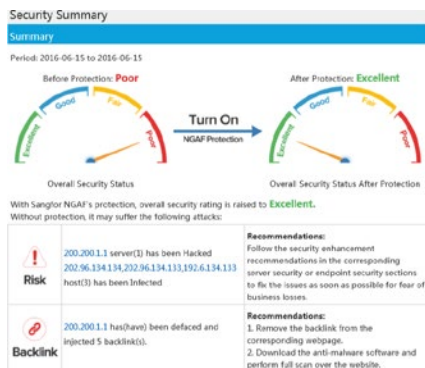 Security Summary
Summary
Period: 2016-06-15 to 2016-06-15
Before Protection: Poor
After Protection: Excellent
Excellent
Good
Fair
Poor
Turn On
NGAF Protection
Excellent
Good
Fair
Poor
Overall Security Status
Overall Security Status After Protection
With Sangfor NGAF's protection, overall security rating is raised to Excellent.
Without protection, it may suffer the following attacks:
Risk
200.200.1.1 server(1) has been Hacked
202.96.134.134,202.96.134.133,192.6.134.133
host(3) has been Infected
Recommendations:
Follow the security enhancement
recommendations in the corresponding
server security or endpoint security sections
to fix the issues as soon as possible for fear of
business losses.
Backlink
200.200.1.1 has(have) been defaced and
injected 5 backlink(s).
Recommendations:
1. Remove the backlink from the
corresponding webpage.
2. Download the anti-malware software and
perform full scan over the website.